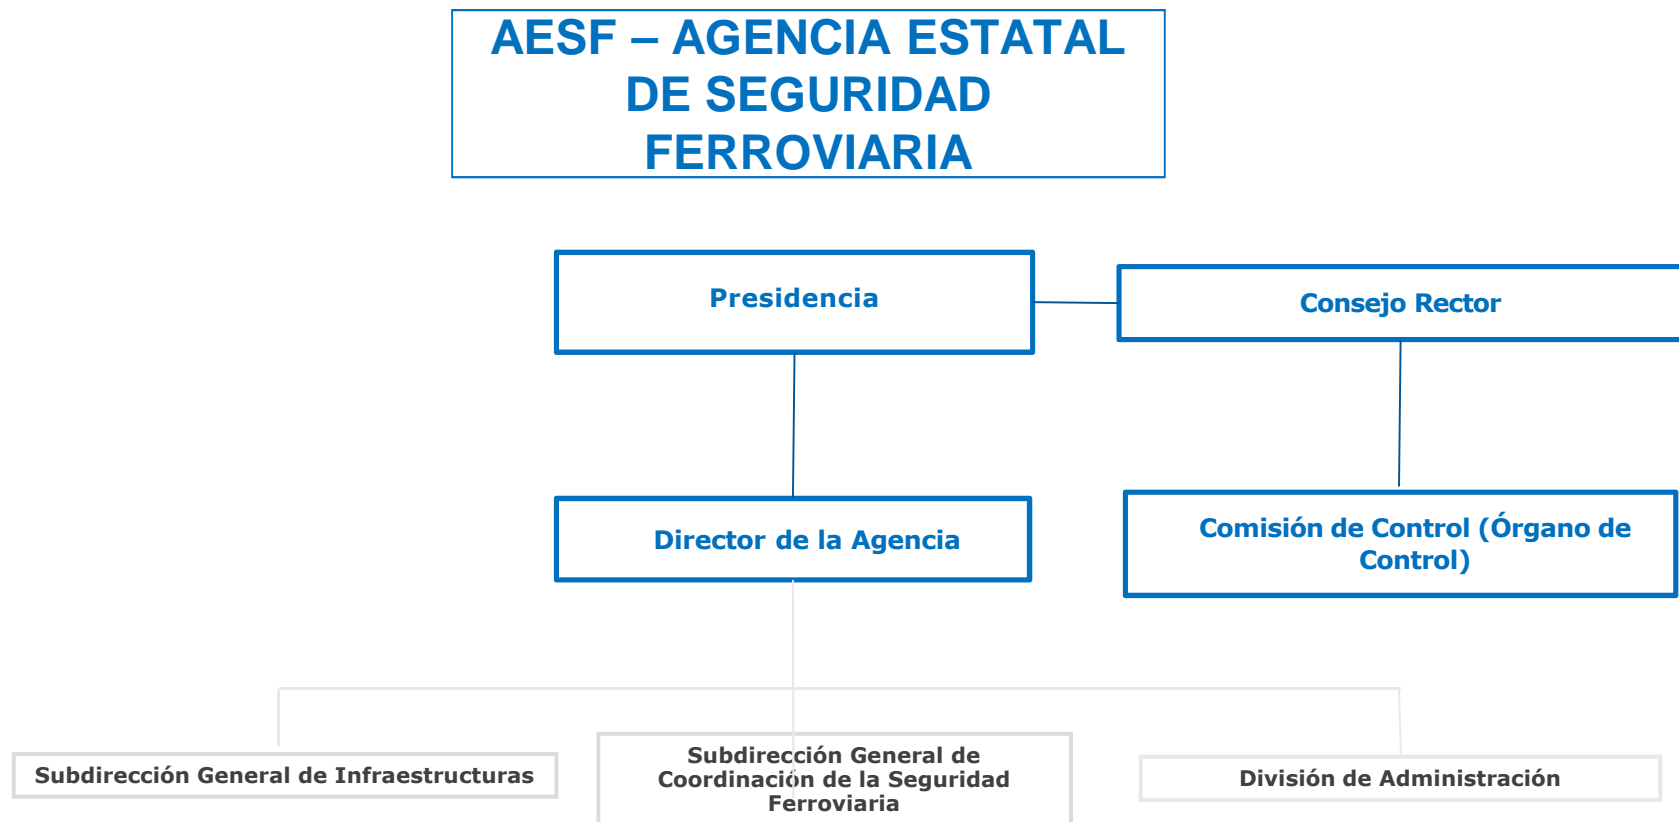 AESF – AGENCIA ESTATAL
DE SEGURIDAD
FERROVIARIA
Presidencia
Consejo Rector
Director de la Agencia
Comisión de Control (Órgano de
Control)
Subdirección General de Infraestructuras
Subdirección General de
Coordinación de la Seguridad
Ferroviaria
División de Administración